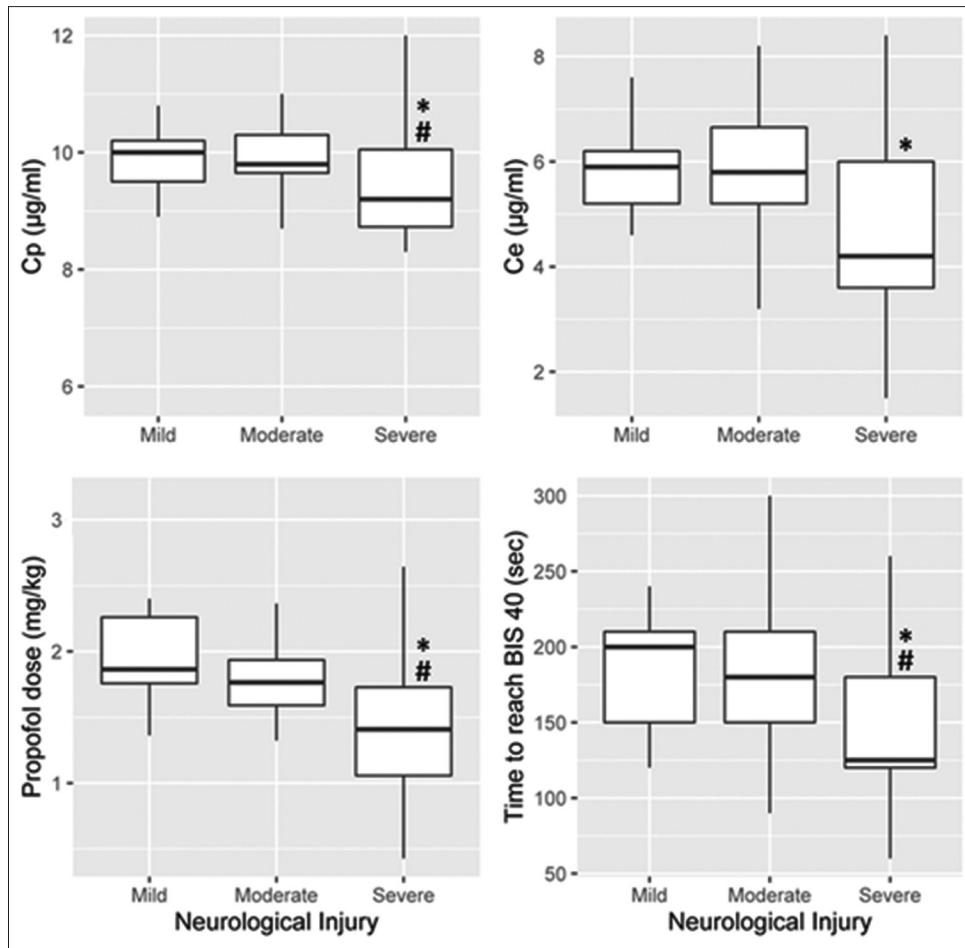 Cp (µg/ml)
12
10
8
6
*
#
Mild
Moderate
Severe
Ce (µg/ml)
8
6
4
2
*
Mild
Moderate
Severe
Propofol dose (mg/kg)
3
2
1
*
#
Mild
Moderate
Severe
Neurological Injury
Time to reach BIS 40 (sec)
300
250
200
150
100
50
*
#
Mild
Moderate
Severe
Neurological Injury